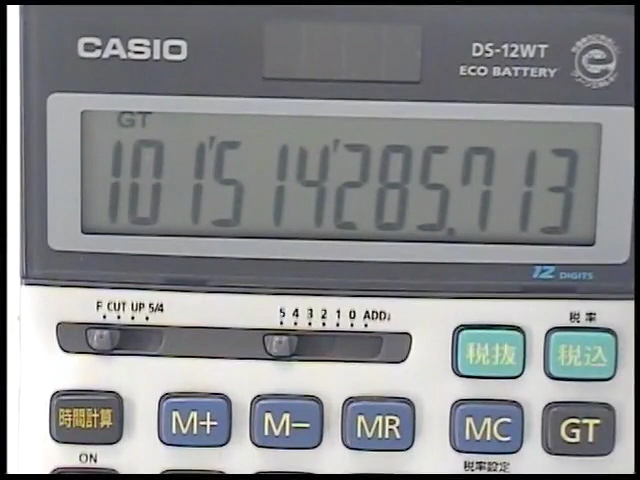 CASIO
DS-12WT
ECO BATTERY
GT
101'514'285.713
12 DIGITS
F CUT UP 5/4
5 4 3 2 1 0 ADD₂
税率
税抜
税込
時間計算
M+
M−
MR
MC
GT
ON
税率設定